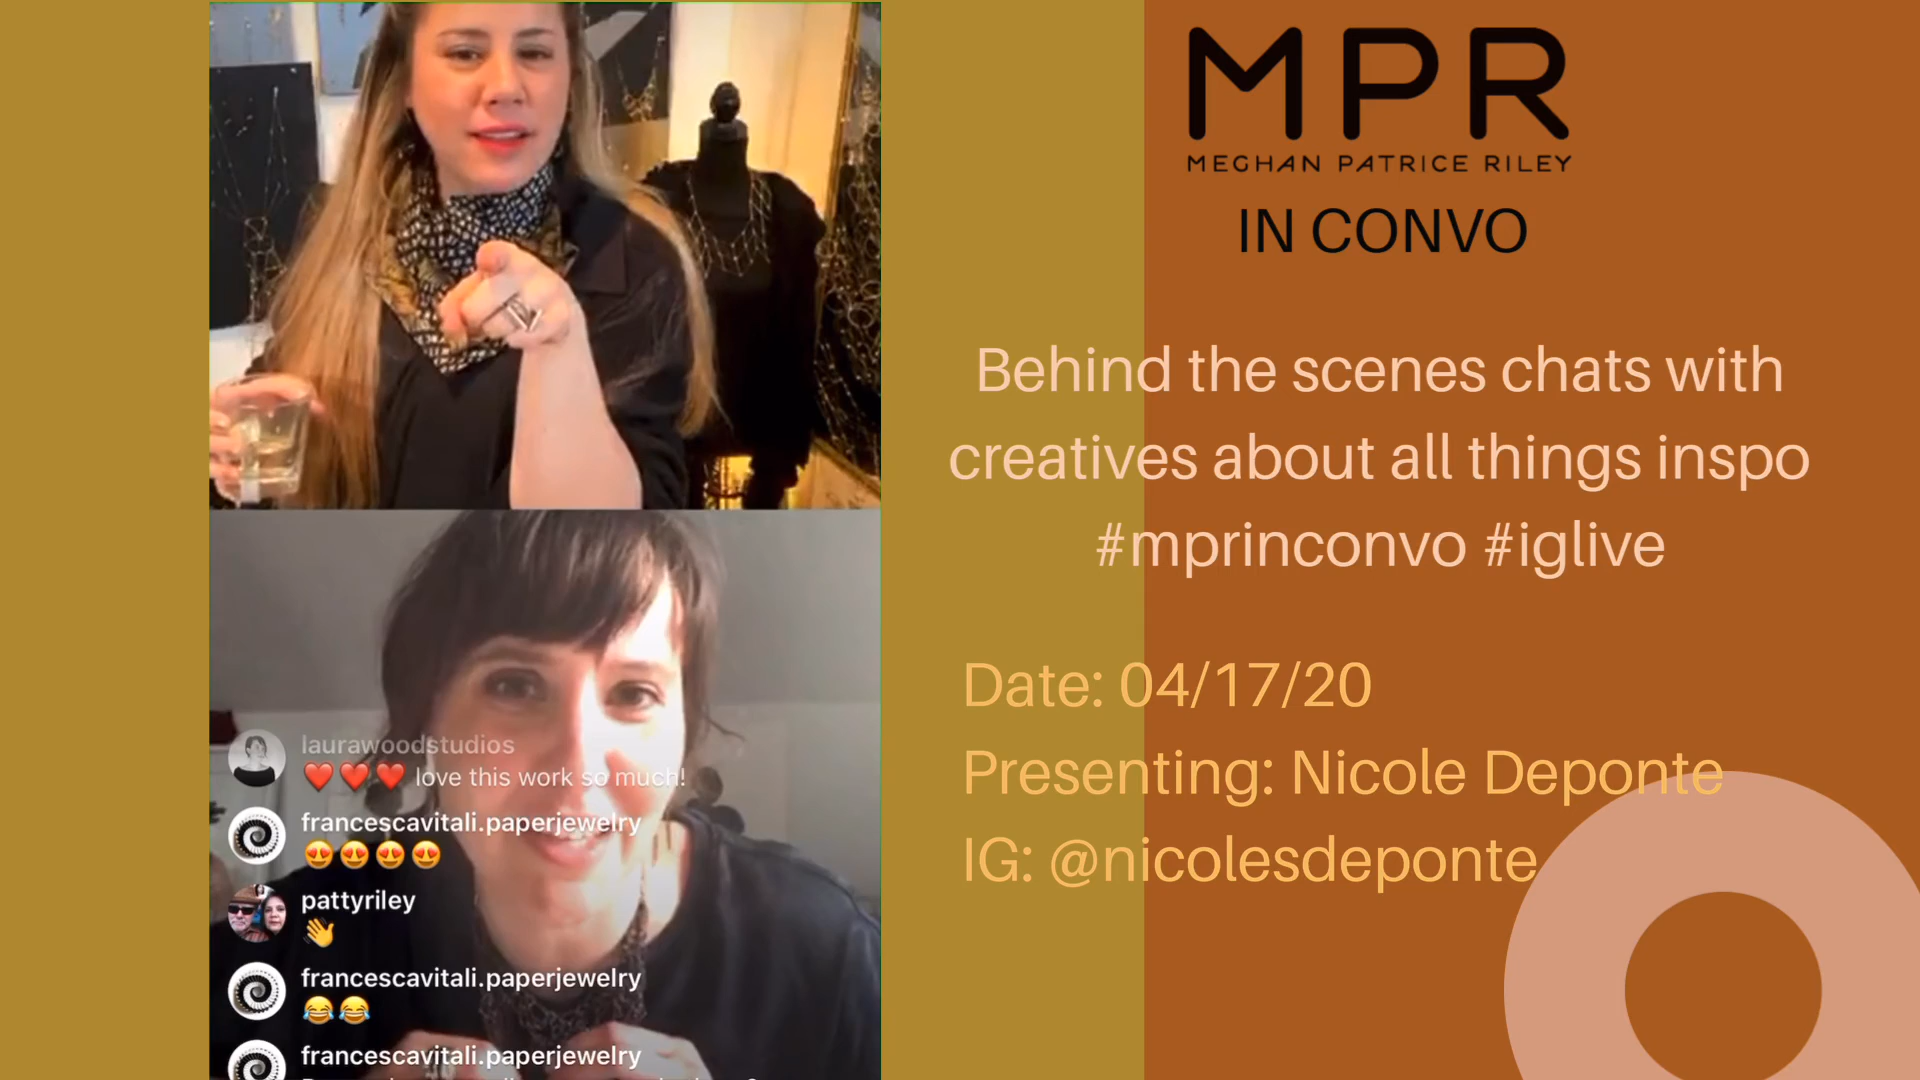 laurawoodstudios
❤️❤️❤️ love this work so much!
francescavitali.paperjewelry
😍😍😍😍
pattyriley
👋
francescavitali.paperjewelry
😂😂
francescavitali.paperjewelry
MPR
MEGHAN PATRICE RILEY
IN CONVO
Behind the scenes chats with
creatives about all things inspo
#mprinconvo #iglive
Date: 04/17/20
Presenting: Nicole Deponte
IG: @nicolesdeponte